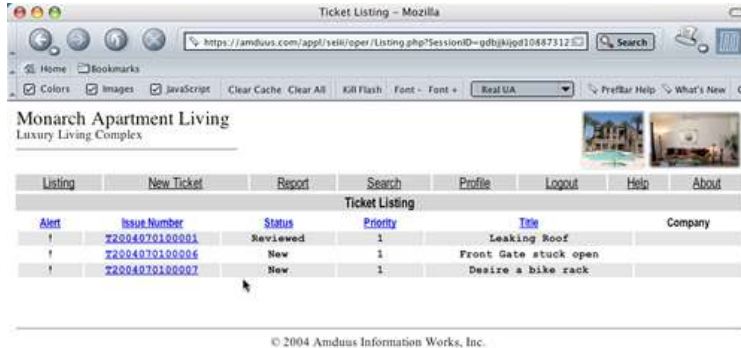 Ticket Listing – Mozilla
https://amduus.com/appl/seiii/oper/Listing.php?SessionID=
Search
Home Bookmarks
Colors Images JavaScript Clear Cache Clear All Kill Flash Font - Font + Real UA PrefBar Help What's New
Monarch Apartment Living
Luxury Living Complex
Listing New Ticket Report Search Profile Logout Help About
Ticket Listing
Alert Issue Number Status Priority Title Company
! T2004070100001 Reviewed 1 Leaking Roof
! T2004070100006 New 1 Front Gate stuck open
! T2004070100007 New 1 Desire a bike rack
© 2004 Amduus Information Works, Inc.